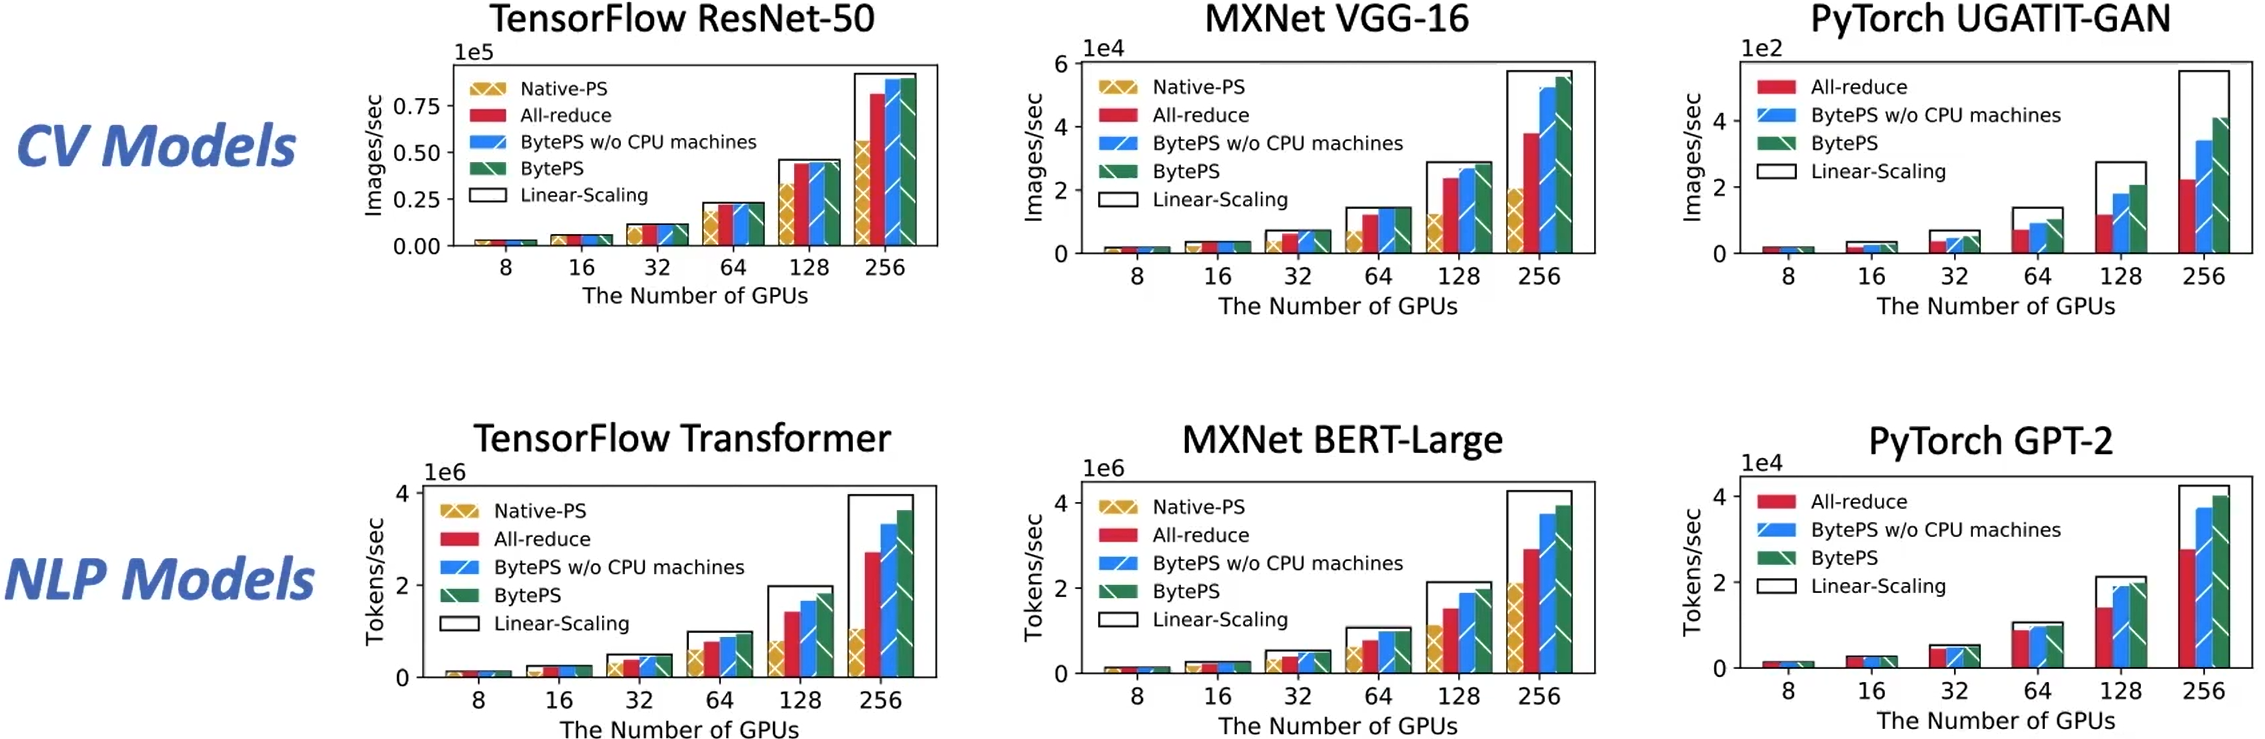 CV Models
TensorFlow ResNet-50
1e5
Images/sec
0.75
0.50
0.25
0.00
Native-PS
All-reduce
BytePS w/o CPU machines
BytePS
Linear-Scaling
8 16 32 64 128 256
The Number of GPUs
MXNet VGG-16
1e4
Images/sec
6
4
2
0
Native-PS
All-reduce
BytePS w/o CPU machines
BytePS
Linear-Scaling
8 16 32 64 128 256
The Number of GPUs
PyTorch UGATIT-GAN
1e2
Images/sec
4
2
0
All-reduce
BytePS w/o CPU machines
BytePS
Linear-Scaling
8 16 32 64 128 256
The Number of GPUs
NLP Models
TensorFlow Transformer
1e6
Tokens/sec
4
2
0
Native-PS
All-reduce
BytePS w/o CPU machines
BytePS
Linear-Scaling
8 16 32 64 128 256
The Number of GPUs
MXNet BERT-Large
1e6
Tokens/sec
4
2
0
Native-PS
All-reduce
BytePS w/o CPU machines
BytePS
Linear-Scaling
8 16 32 64 128 256
The Number of GPUs
PyTorch GPT-2
1e4
Tokens/sec
4
2
0
All-reduce
BytePS w/o CPU machines
BytePS
Linear-Scaling
8 16 32 64 128 256
The Number of GPUs